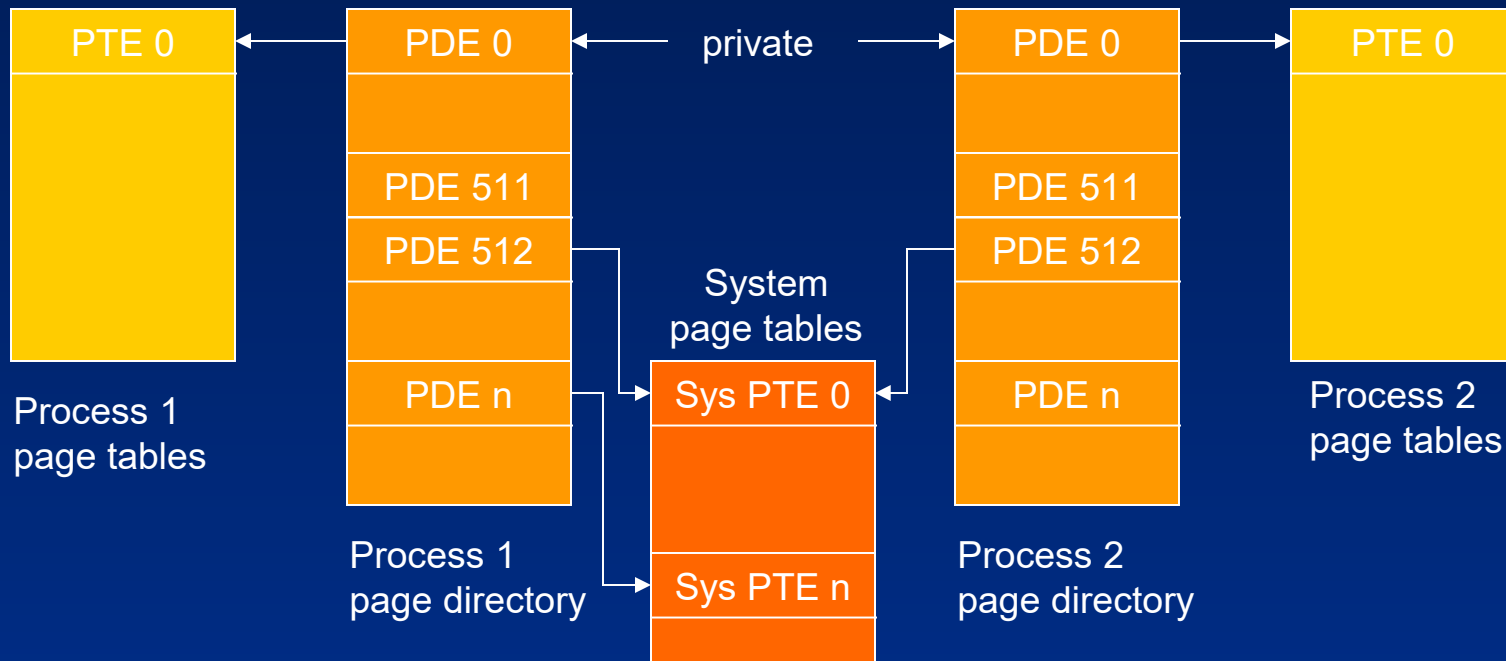 PTE 0
PDE 0
private
PDE 0
PTE 0
PDE 511
PDE 511
PDE 512
PDE 512
System
page tables
PDE n
Sys PTE 0
PDE n
Process 1
page tables
Process 2
page tables
Process 1
page directory
Sys PTE n
Process 2
page directory